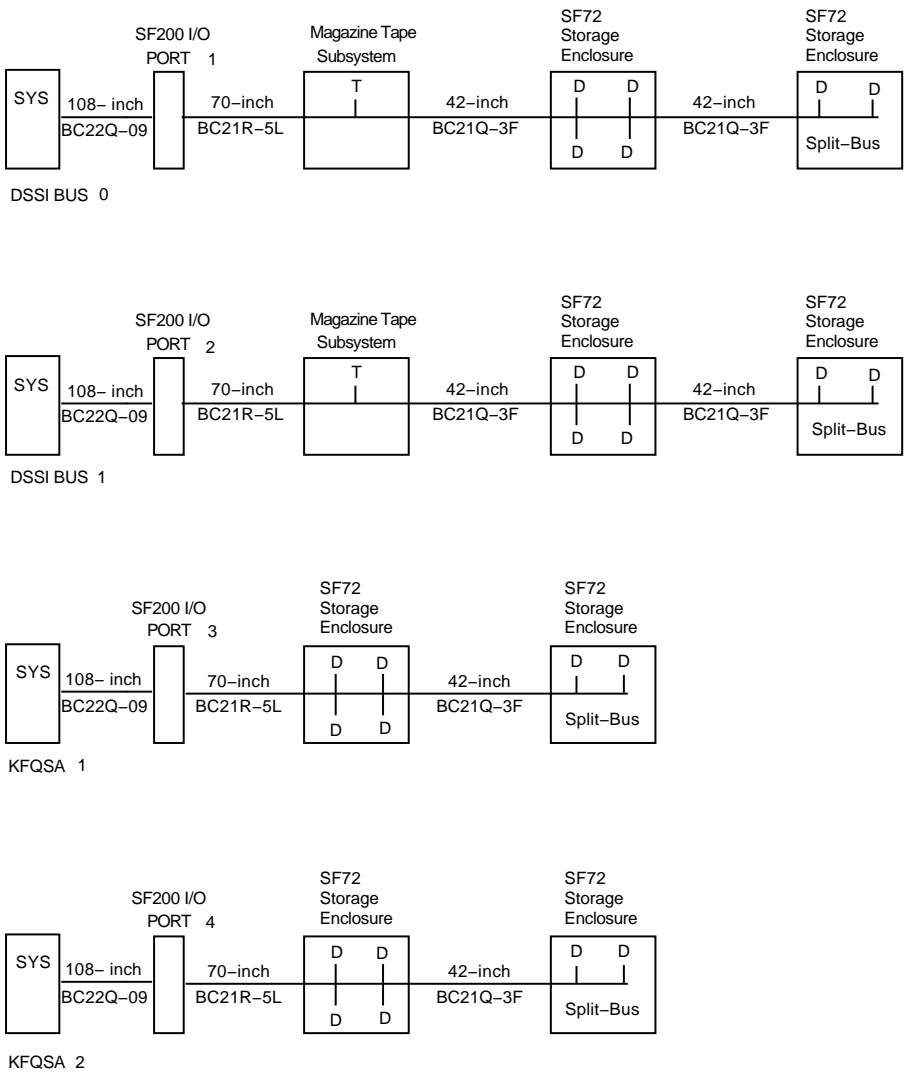 SF200 I/O
PORT 1
Magazine Tape
Subsystem
SF72
Storage
Enclosure
SF72
Storage
Enclosure
SYS
108– inch
BC22Q–09
70–inch
BC21R–5L
T
42–inch
BC21Q–3F
D D
D D
42–inch
BC21Q–3F
D D
Split–Bus
DSSI BUS 0
SF200 I/O
PORT 2
Magazine Tape
Subsystem
SF72
Storage
Enclosure
SF72
Storage
Enclosure
SYS
108– inch
BC22Q–09
70–inch
BC21R–5L
T
42–inch
BC21Q–3F
D D
D D
42–inch
BC21Q–3F
D D
Split–Bus
DSSI BUS 1
SF200 I/O
PORT 3
SF72
Storage
Enclosure
SF72
Storage
Enclosure
SYS
108– inch
BC22Q–09
70–inch
BC21R–5L
D D
D D
42–inch
BC21Q–3F
D D
Split–Bus
KFQSA 1
SF200 I/O
PORT 4
SF72
Storage
Enclosure
SF72
Storage
Enclosure
SYS
108– inch
BC22Q–09
70–inch
BC21R–5L
D D
D D
42–inch
BC21Q–3F
D D
Split–Bus
KFQSA 2